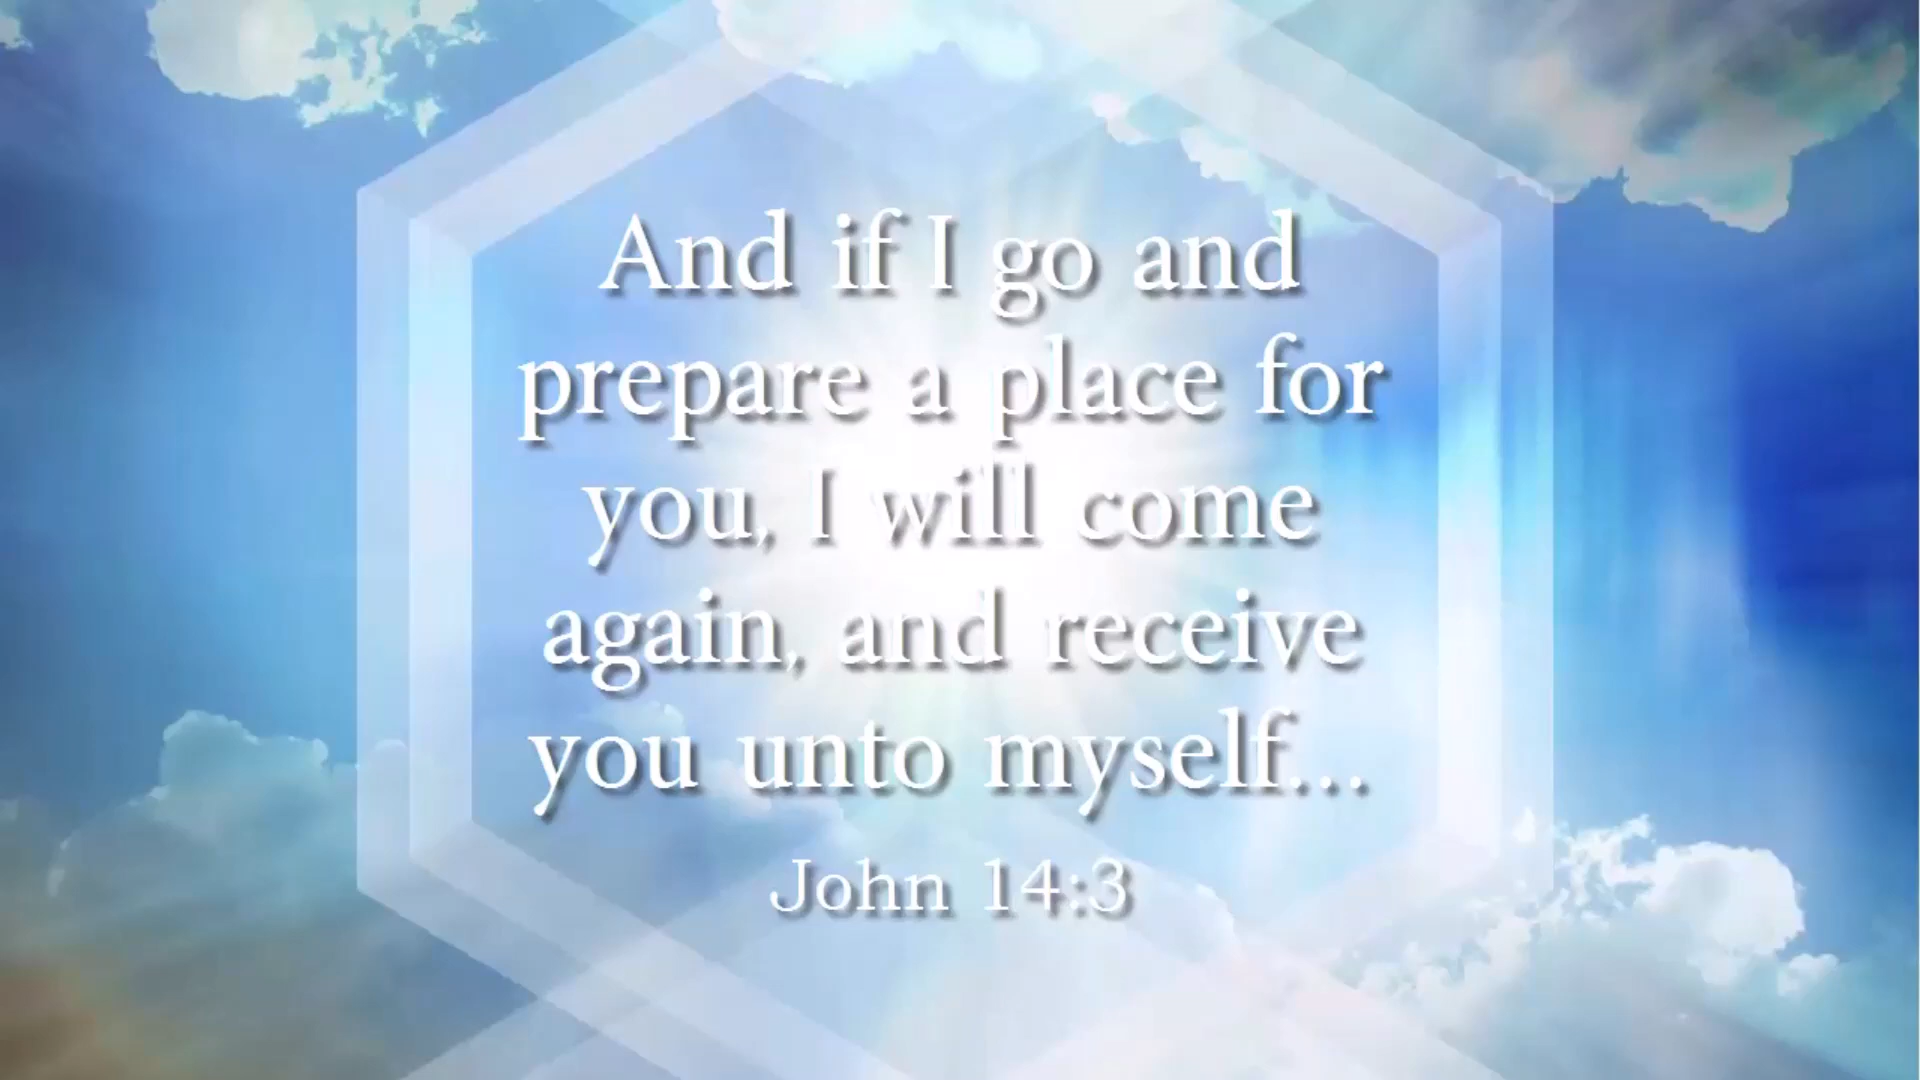 And if I go and
prepare a place for
you, I will come
again, and receive
you unto myself...
John 14:3